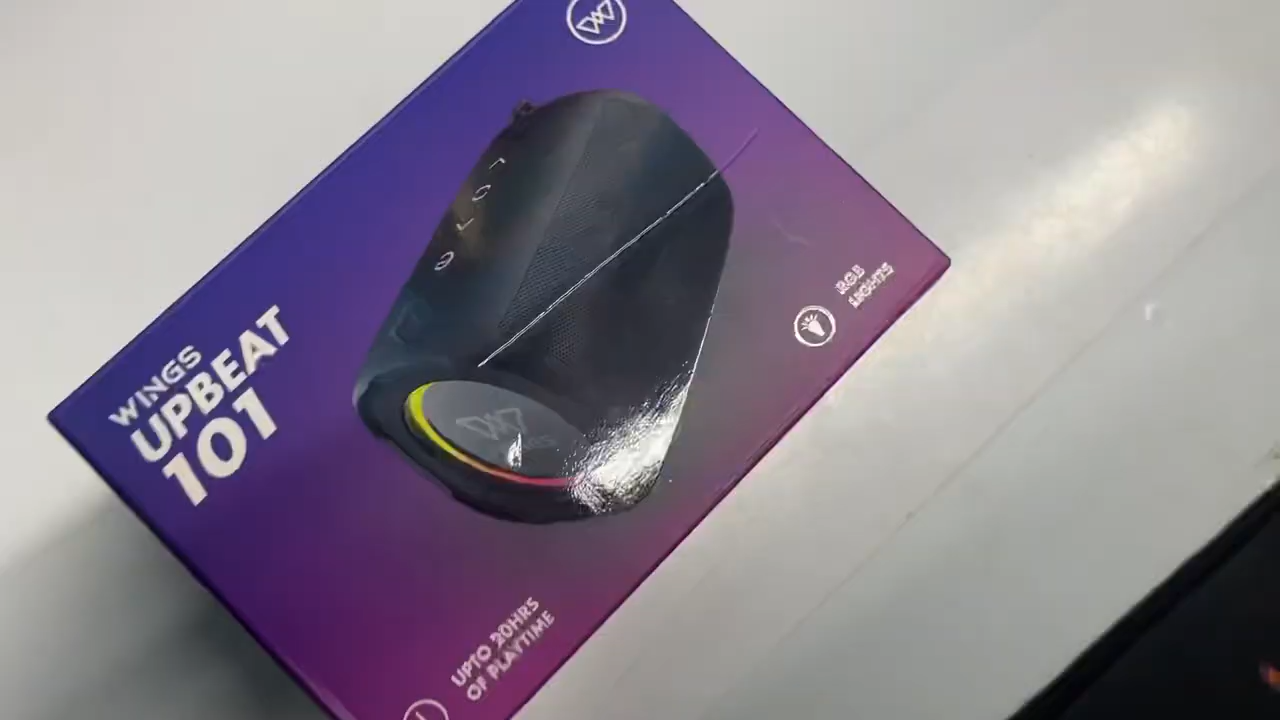 WINGS
UPBEAT
101
RGB
LIGHTS
UPTO 20HRS
OF PLAYTIME